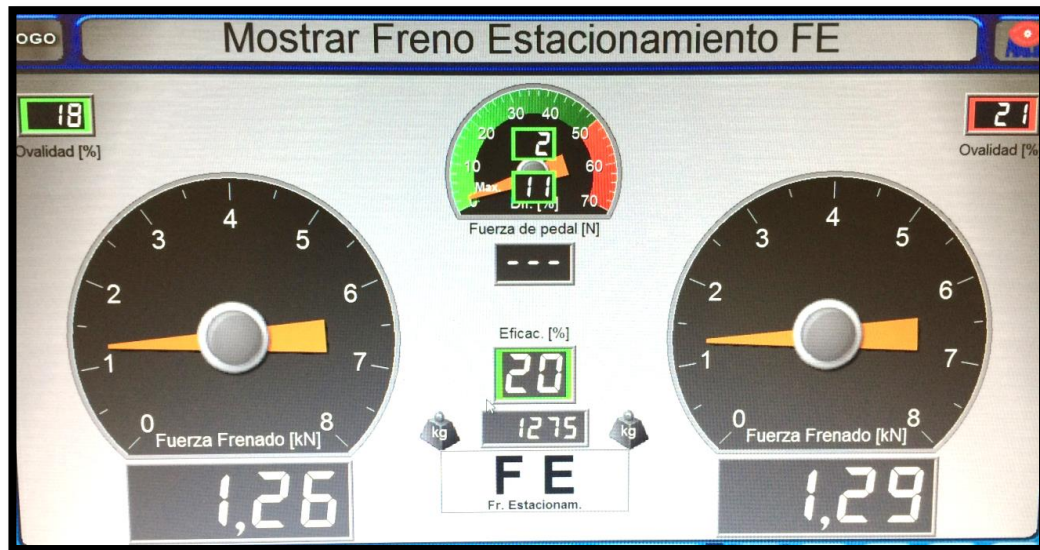 OGO
Mostrar Freno Estacionamiento FE
18
Ovalidad [%]
21
Ovalidad [%
0 10 20 30 40 50 60 70
2
Max. 11
Dif. [%]
Fuerza de pedal [N]
---
0 1 2 3 4 5 6 7 8
Fuerza Frenado [kN]
1,26
Eficac. [%]
20
kg 1275 kg
F E
Fr. Estacionam.
0 1 2 3 4 5 6 7 8
Fuerza Frenado [kN]
1,29